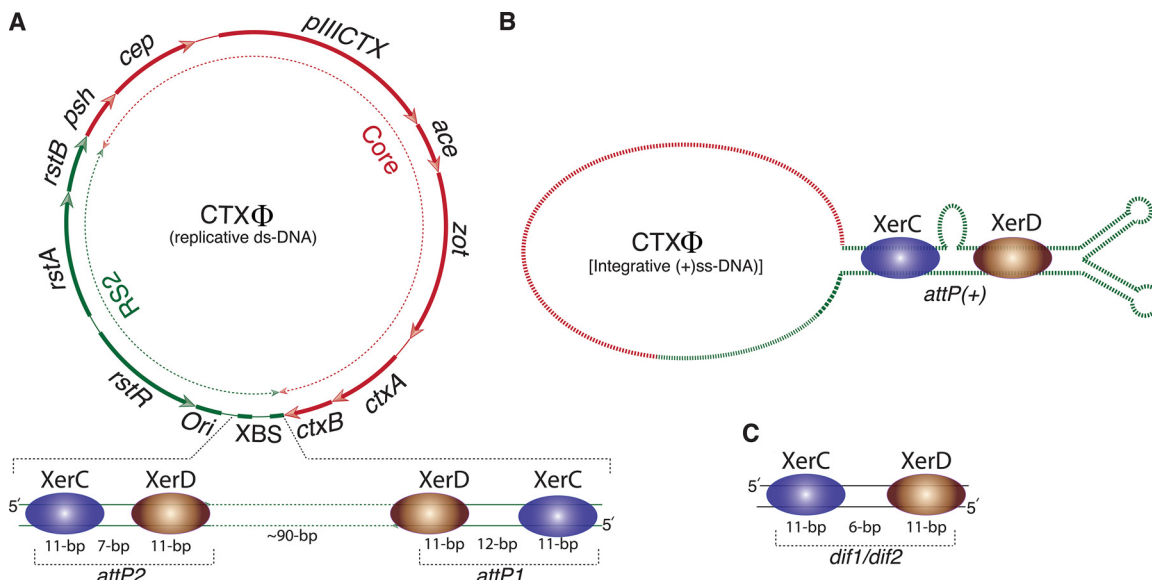 A
pIIICTX
cep
psh
rstB
rstA
rstR
Ori
XBS
ctxB
ctxA
zot
ace
Core
RS2
CTXΦ
(replicative ds-DNA)
XerC XerD XerD XerC
5′ 5′
11-bp 7-bp 11-bp ~90-bp 11-bp 12-bp 11-bp
attP2 attP1
B
CTXΦ
[Integrative (+)ss-DNA)]
XerC XerD
attP(+)
C
XerC XerD
5′ 5′
11-bp 6-bp 11-bp
dif1/dif2